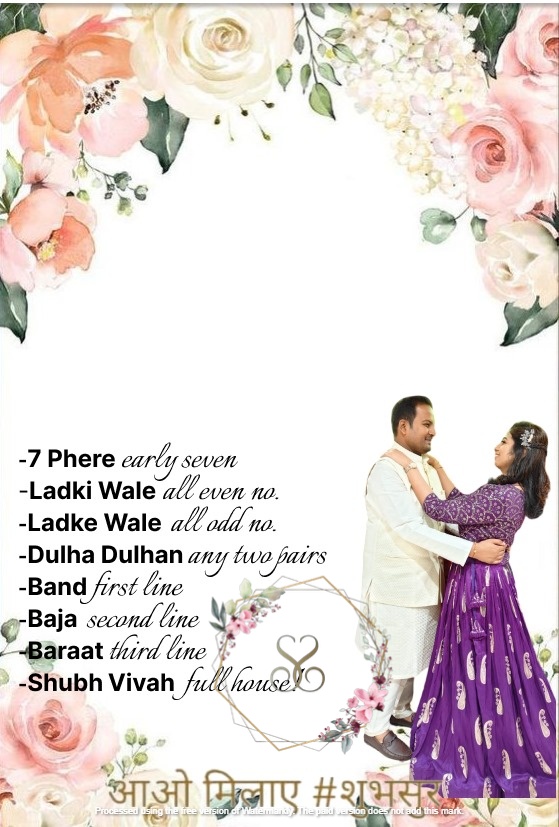 -7 Phere early seven
-Ladki Wale all even no.
-Ladke Wale all odd no.
-Dulha Dulhan any two pairs
-Band first line
-Baja second line
-Baraat third line
-Shubh Vivah full house!
आओ मिलाए #शुभसर
Processed using the free version of Watermarkly. The paid version does not add this mark.